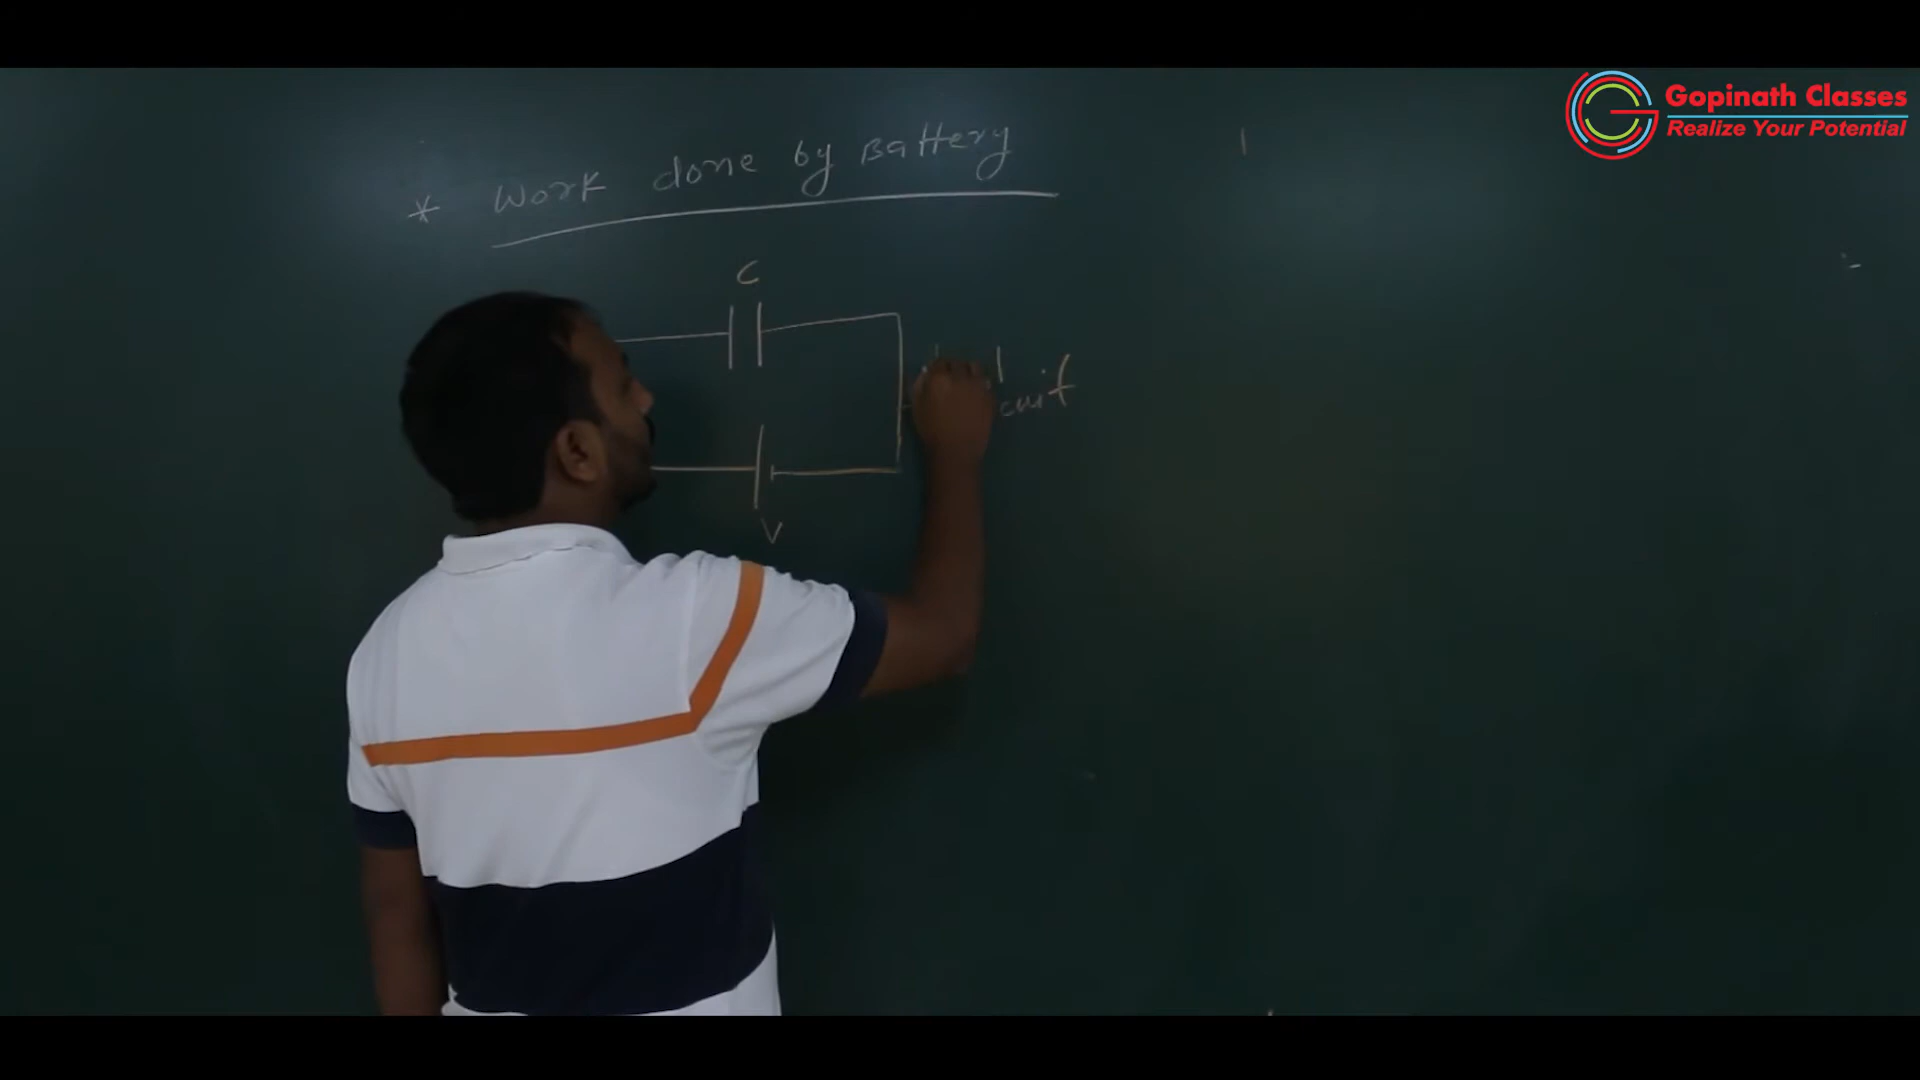 * Work done by Battery
C
V
Gopinath Classes
Realize Your Potential